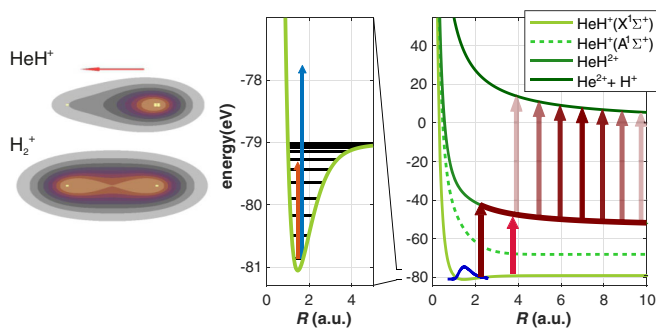 HeH⁺
H₂⁺
energy(eV)
-78
-79
-80
-81
0
2
4
R (a.u.)
40
20
0
-20
-40
-60
-80
0
2
4
6
8
10
R (a.u.)
HeH⁺(X¹Σ⁺)
HeH⁺(A¹Σ⁺)
HeH²⁺
He²⁺+ H⁺